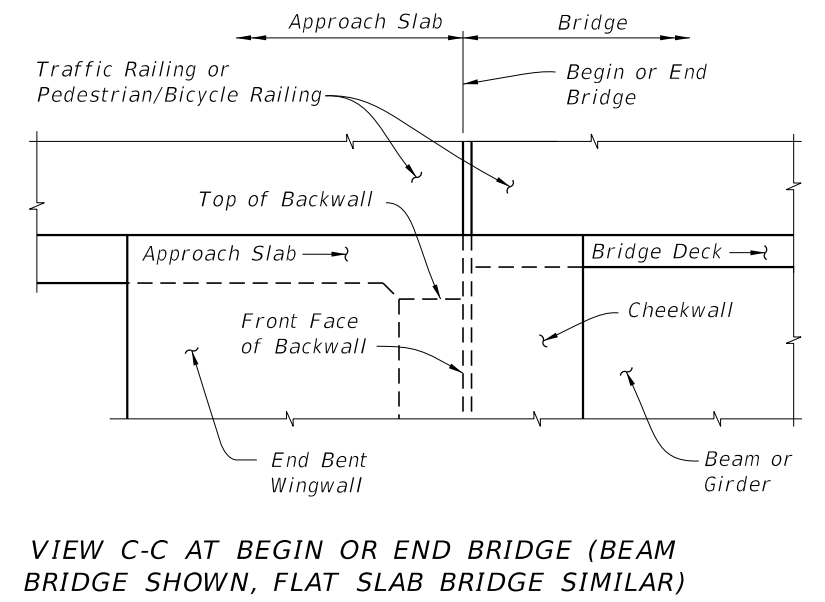 Approach Slab
Bridge
Traffic Railing or
Pedestrian/Bicycle Railing
Begin or End
Bridge
Top of Backwall
Approach Slab
Bridge Deck
Front Face
of Backwall
Cheekwall
End Bent
Wingwall
Beam or
Girder
VIEW C-C AT BEGIN OR END BRIDGE (BEAM
BRIDGE SHOWN, FLAT SLAB BRIDGE SIMILAR)